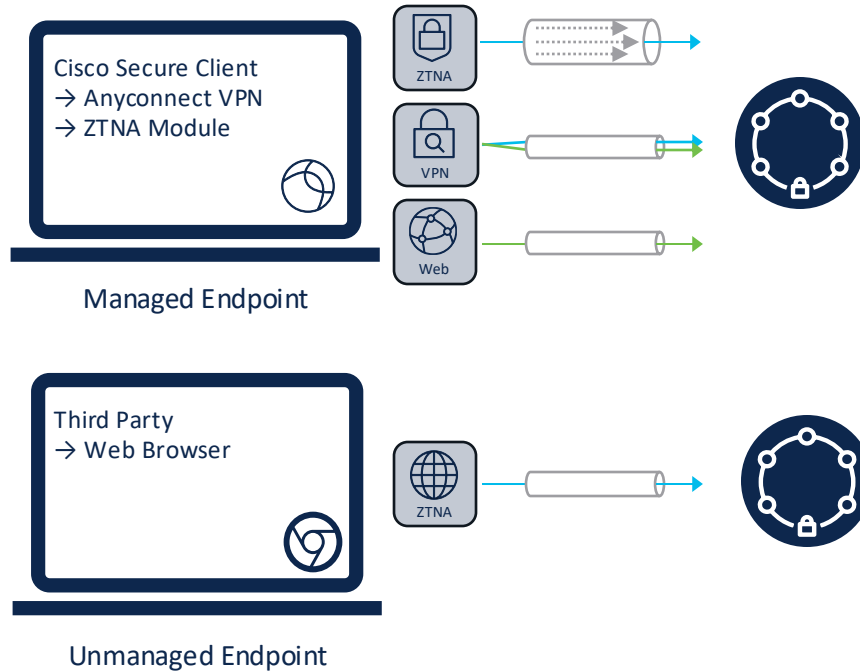 Cisco Secure Client
→ Anyconnect VPN
→ ZTNA Module
ZTNA
VPN
Web
Managed Endpoint
Third Party
→ Web Browser
ZTNA
Unmanaged Endpoint